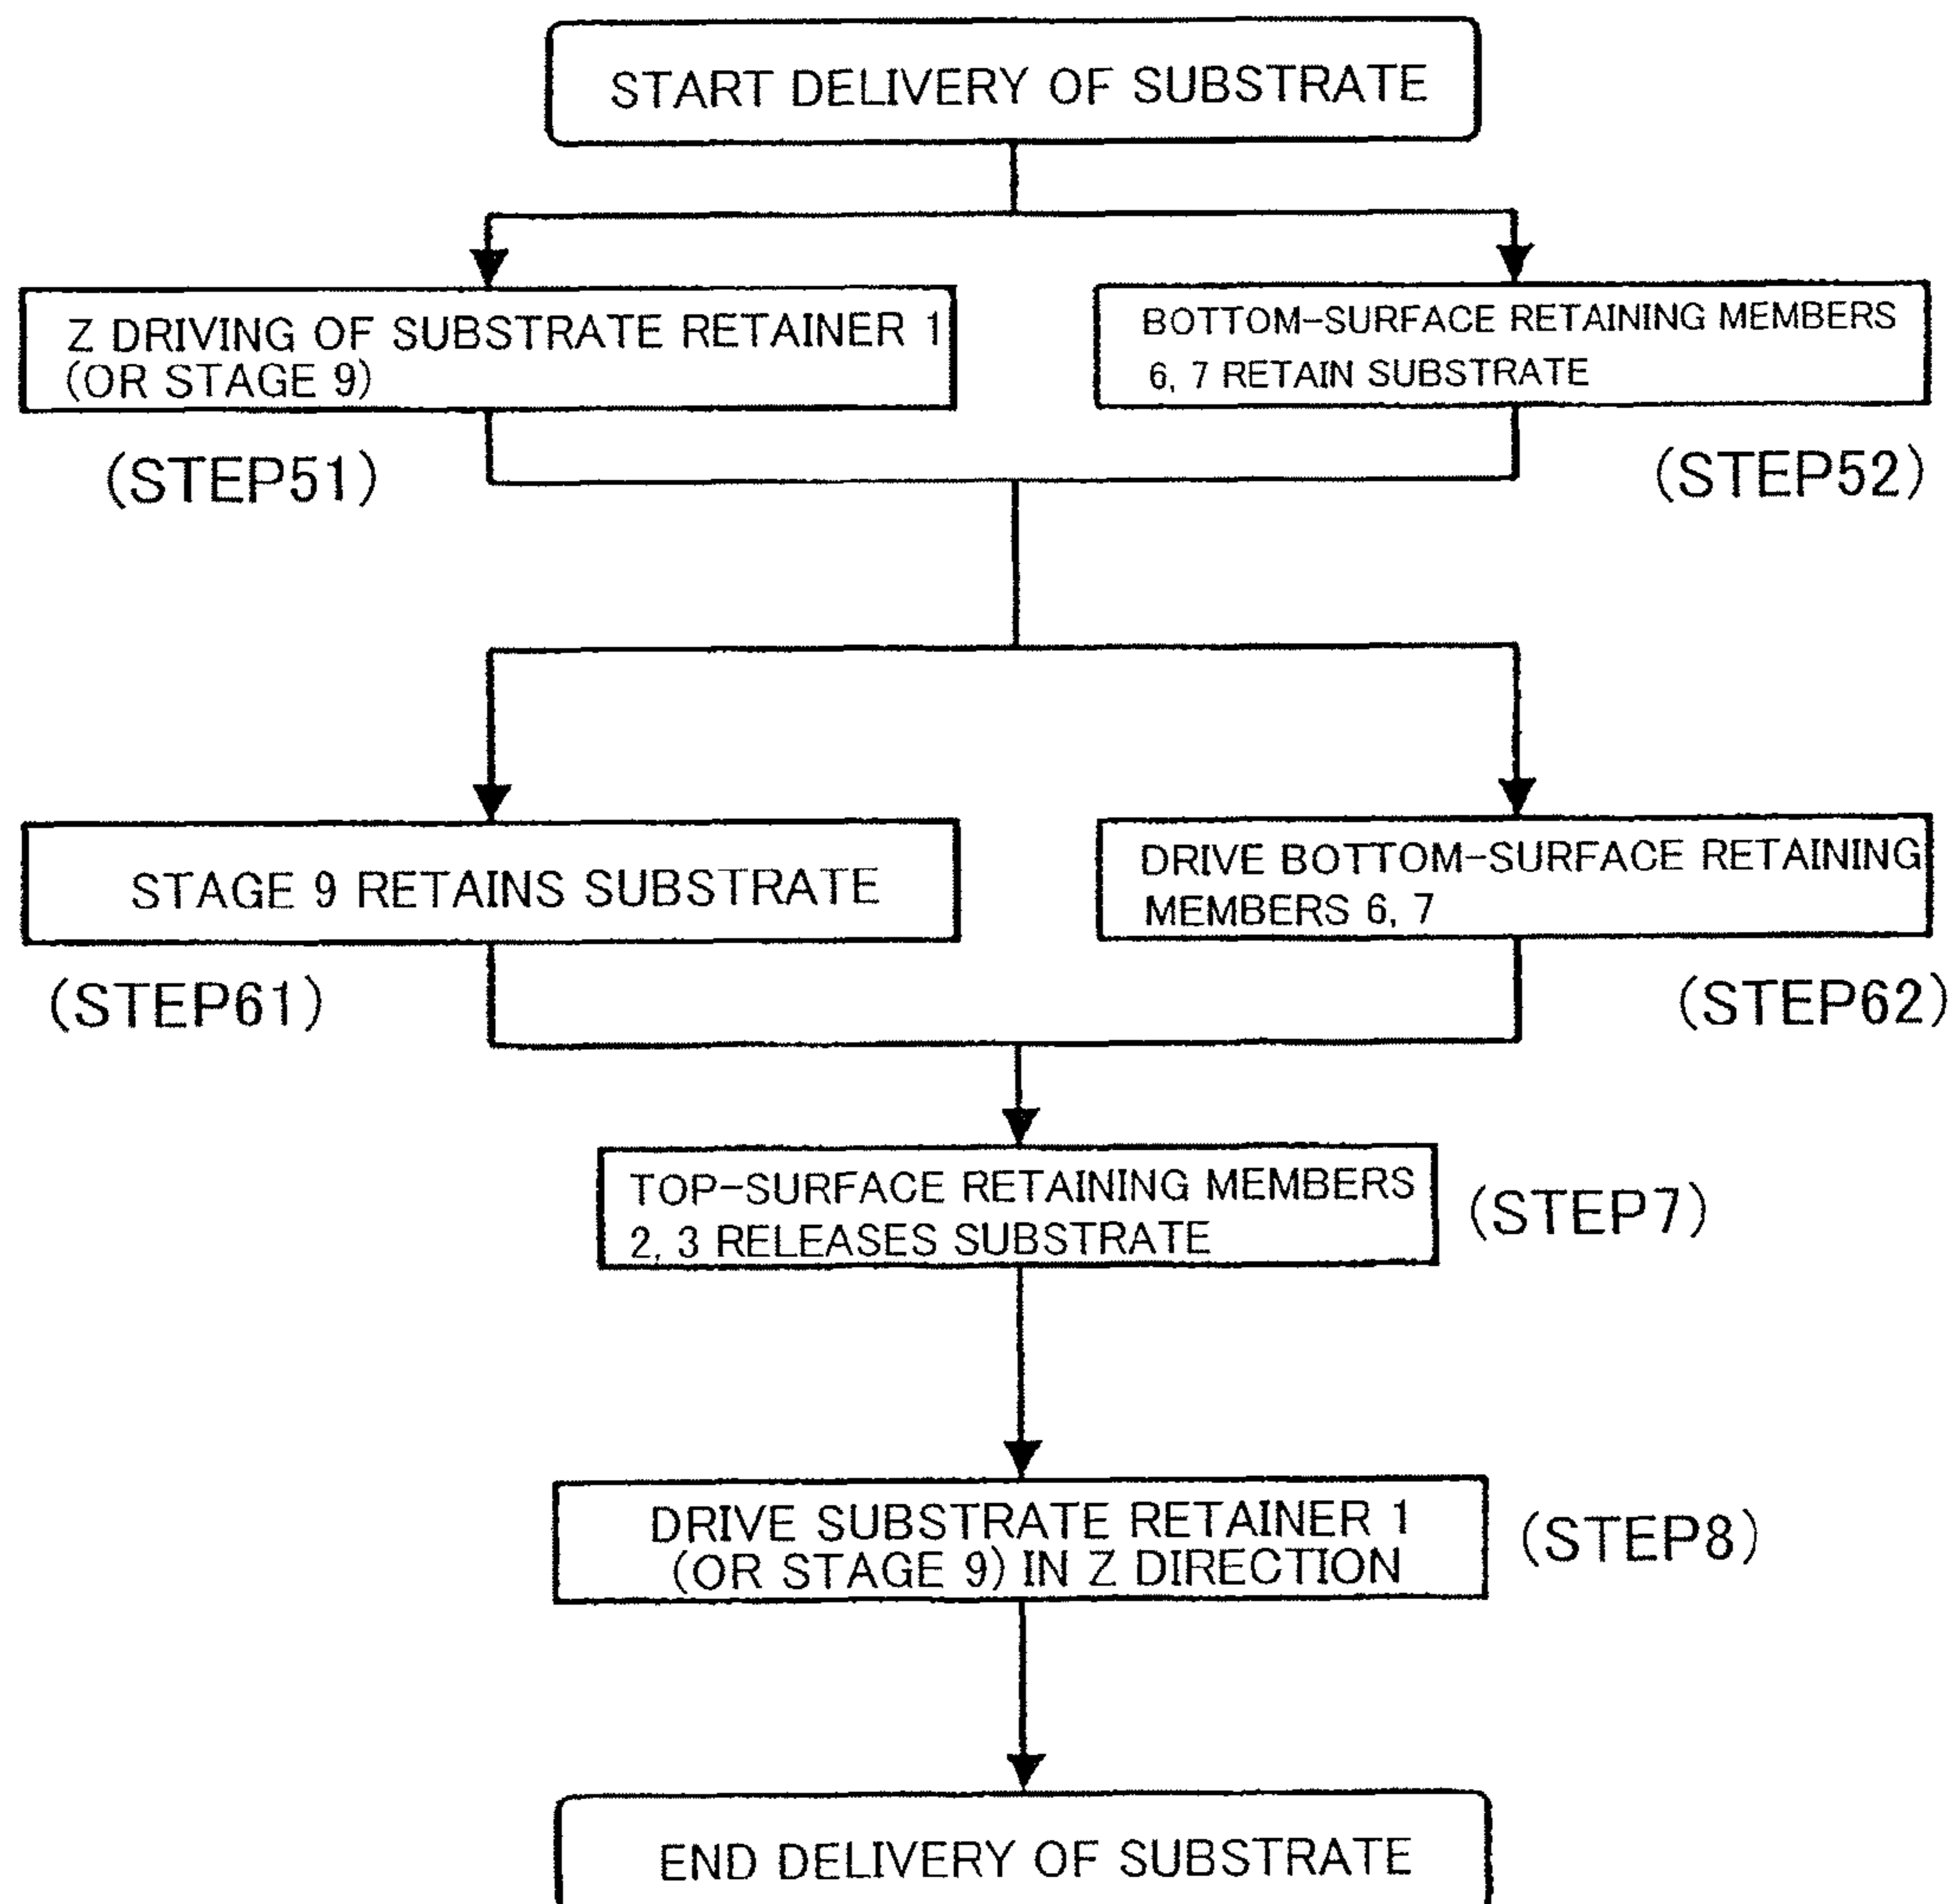 START DELIVERY OF SUBSTRATE
Z DRIVING OF SUBSTRATE RETAINER 1
(OR STAGE 9)
(STEP51)
BOTTOM-SURFACE RETAINING MEMBERS
6, 7 RETAIN SUBSTRATE
(STEP52)
STAGE 9 RETAINS SUBSTRATE
(STEP61)
DRIVE BOTTOM-SURFACE RETAINING
MEMBERS 6, 7
(STEP62)
TOP-SURFACE RETAINING MEMBERS
2, 3 RELEASES SUBSTRATE
(STEP7)
DRIVE SUBSTRATE RETAINER 1
(OR STAGE 9) IN Z DIRECTION
(STEP8)
END DELIVERY OF SUBSTRATE